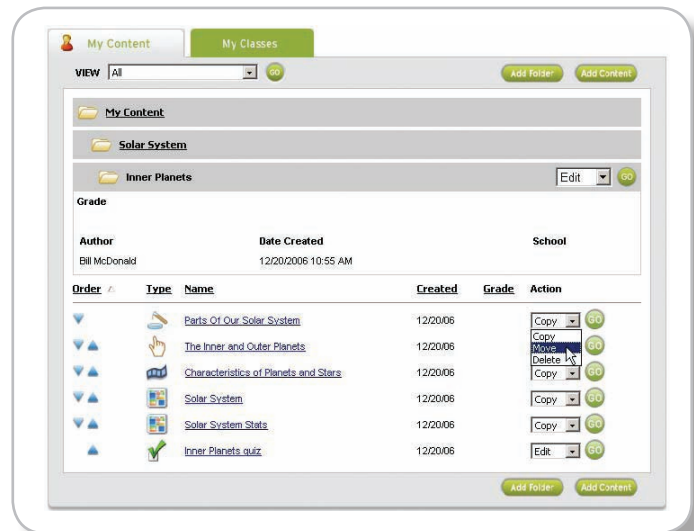 My Content My Classes
VIEW All GO Add Folder Add Content
My Content
Solar System
Inner Planets Edit GO
Grade
Author Date Created School
Bill McDonald 12/20/2006 10:55 AM
Order Type Name Created Grade Action
Parts Of Our Solar System 12/20/06 Copy GO
Copy
The Inner and Outer Planets 12/20/06 Move GO
Delete
Characteristics of Planets and Stars 12/20/06 Copy GO
Solar System 12/20/06 Copy GO
Solar System Stats 12/20/06 Copy GO
Inner Planets quiz 12/20/06 Edit GO
Add Folder Add Content